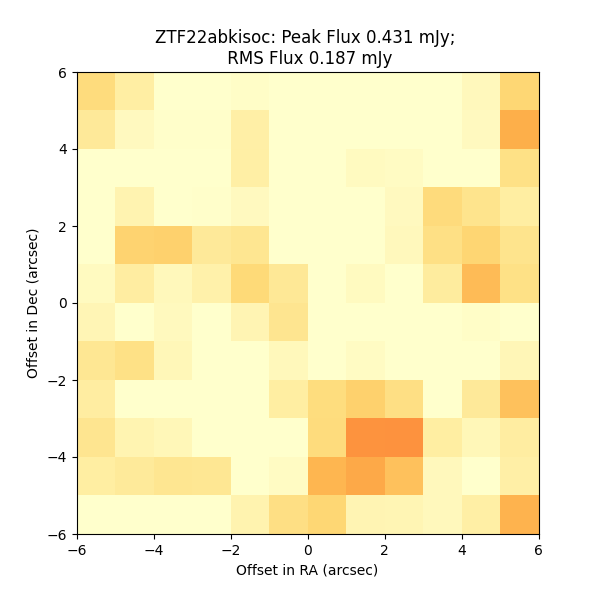 ZTF22abkisoc: Peak Flux 0.431 mJy;
RMS Flux 0.187 mJy
6
4
2
0
−2
−4
−6
Offset in Dec (arcsec)
−6 −4 −2 0 2 4 6
Offset in RA (arcsec)